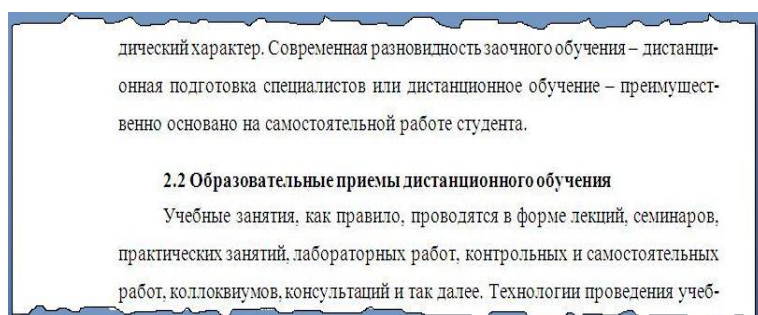 дический характер. Современная разновидность заочного обучения – дистанци-
онная подготовка специалистов или дистанционное обучение – преимущест-
венно основано на самостоятельной работе студента.
2.2 Образовательные приемы дистанционного обучения
Учебные занятия, как правило, проводятся в форме лекций, семинаров,
практических занятий, лабораторных работ, контрольных и самостоятельных
работ, коллоквиумов, консультаций и так далее. Технологии проведения учеб-